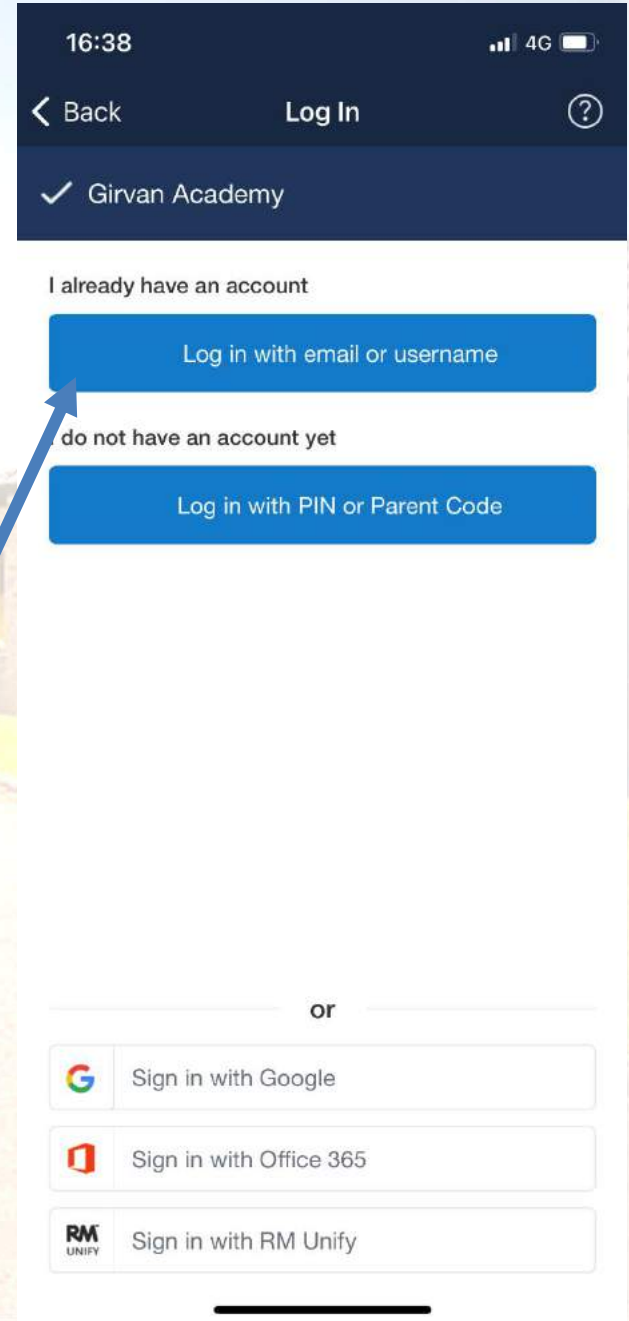 16:38 4G
Back Log In ?
Girvan Academy
I already have an account
Log in with email or username
I do not have an account yet
Log in with PIN or Parent Code
or
G Sign in with Google
Sign in with Office 365
RM Sign in with RM Unify
UNIFY